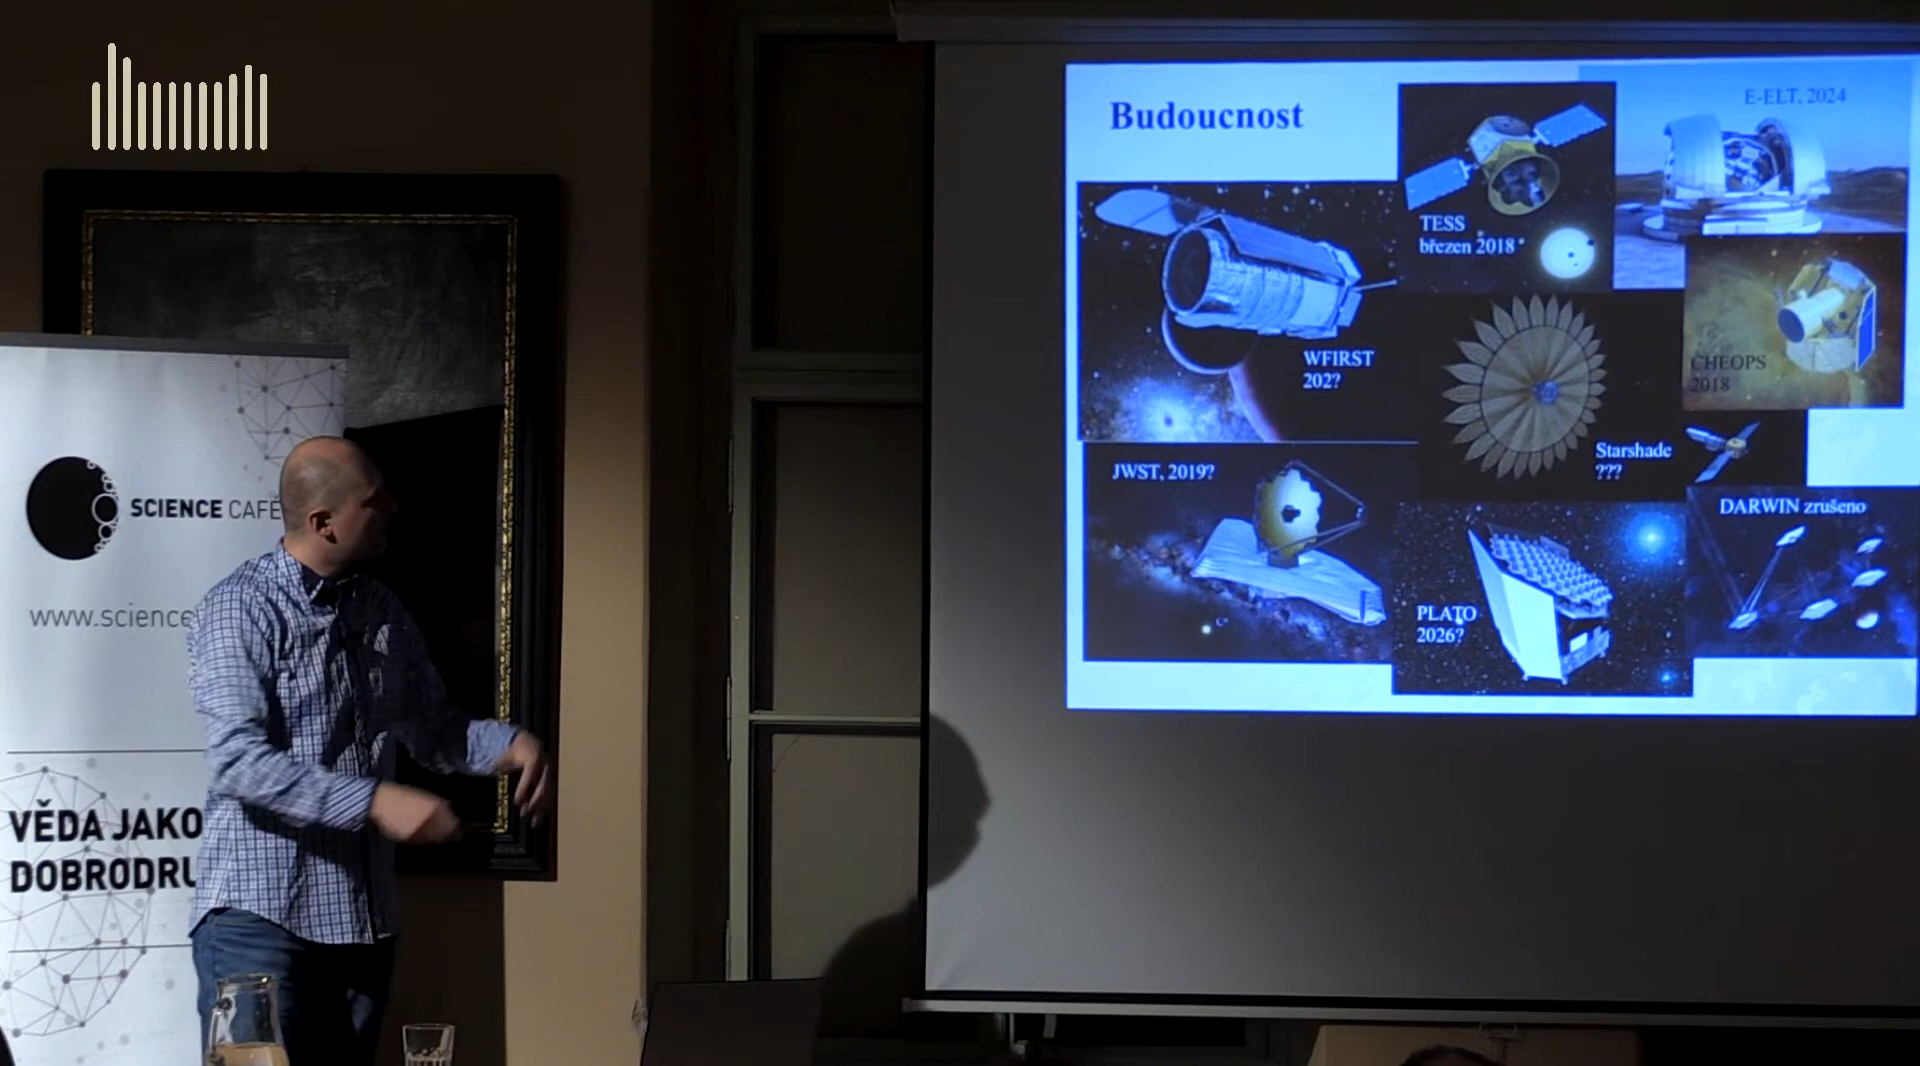 SCIENCE CAFÉ
www.science
VĚDA JAKO
DOBRODRU
Budoucnost
E-ELT, 2024
TESS
březen 2018
WFIRST
202?
CHEOPS
2018
Starshade
???
JWST, 2019?
DARWIN zrušeno
PLATO
2026?